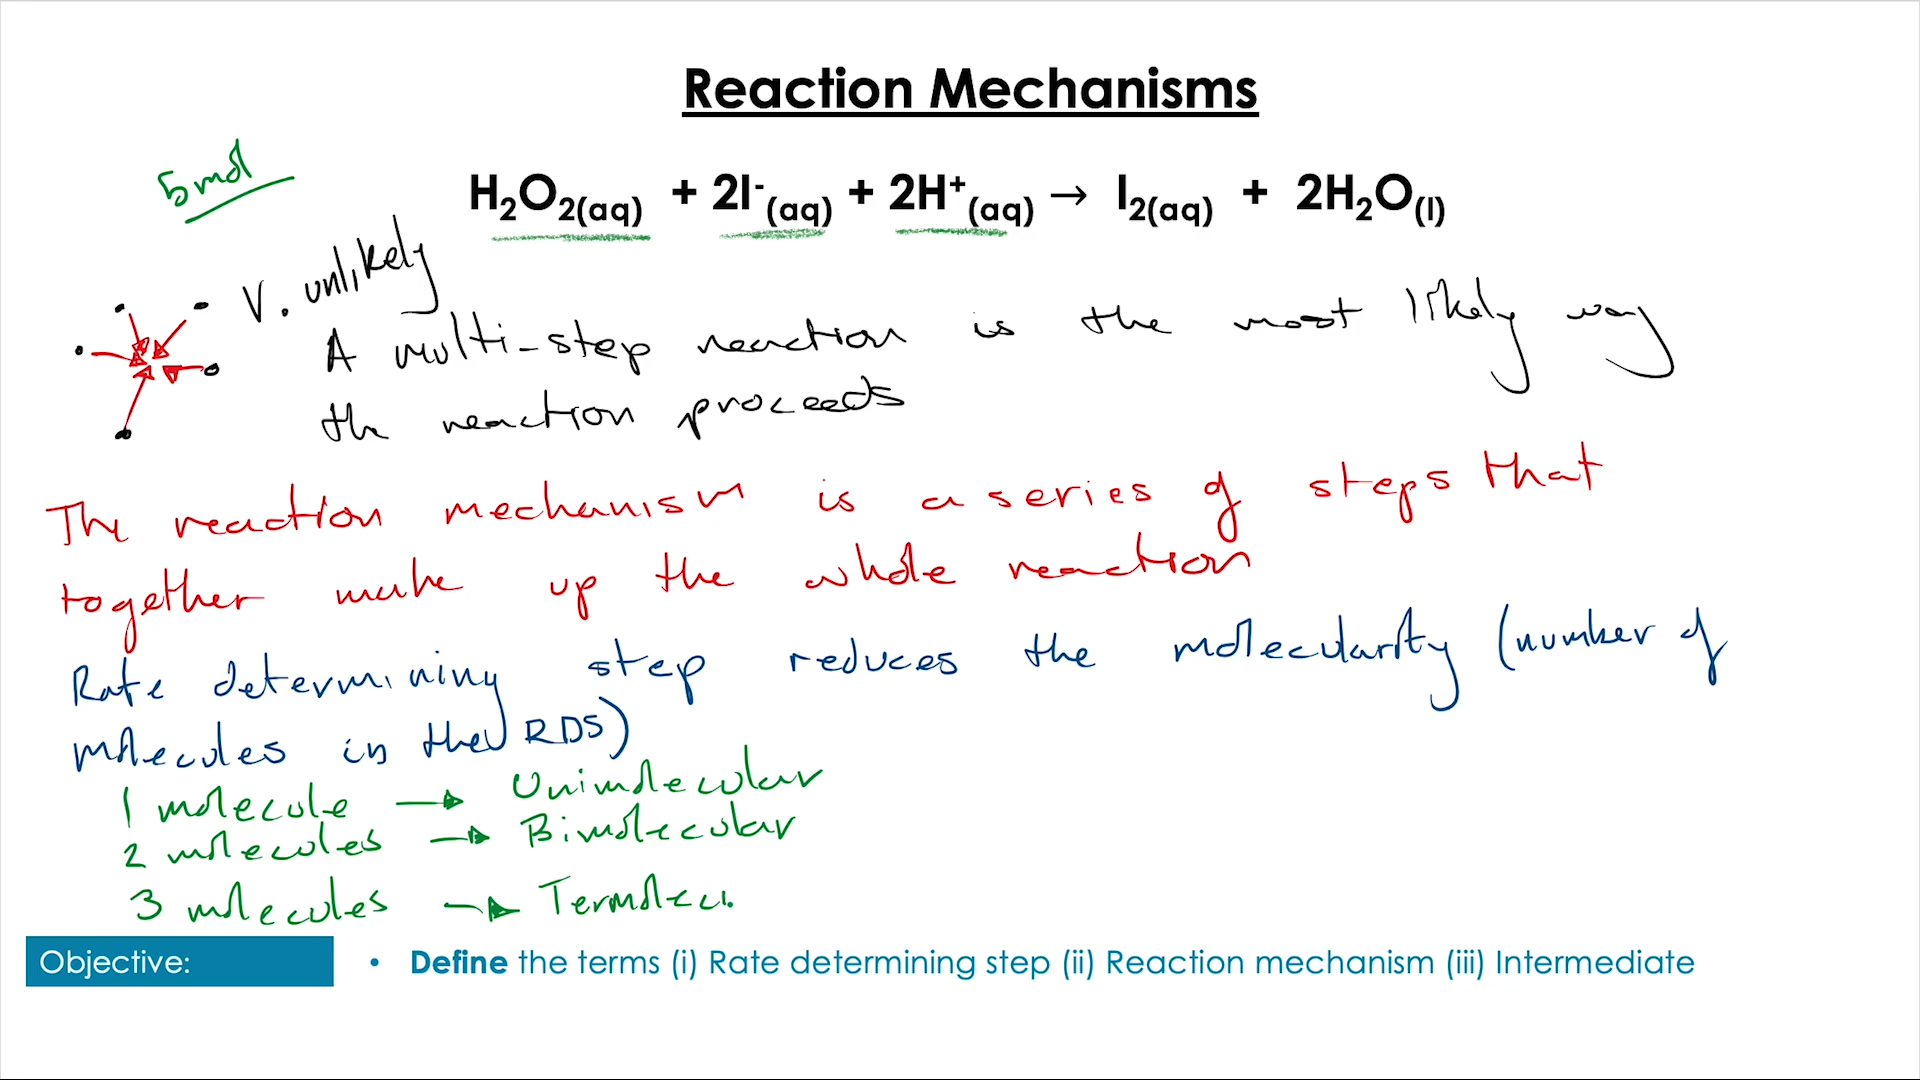 Reaction Mechanisms
5mol
H₂O₂(aq) + 2I⁻(aq) + 2H⁺(aq) → I₂(aq) + 2H₂O(l)
V. unlikely
A multi-step reaction is the most likely way
the reaction proceeds
The reaction mechanism is a series of steps that
together make up the whole reaction
Rate determining step reduces the molecularity (number of
molecules in the RDS)
1 molecule → Unimolecular
2 molecules → Bimolecular
3 molecules → Termolecu
Objective:
• Define the terms (i) Rate determining step (ii) Reaction mechanism (iii) Intermediate